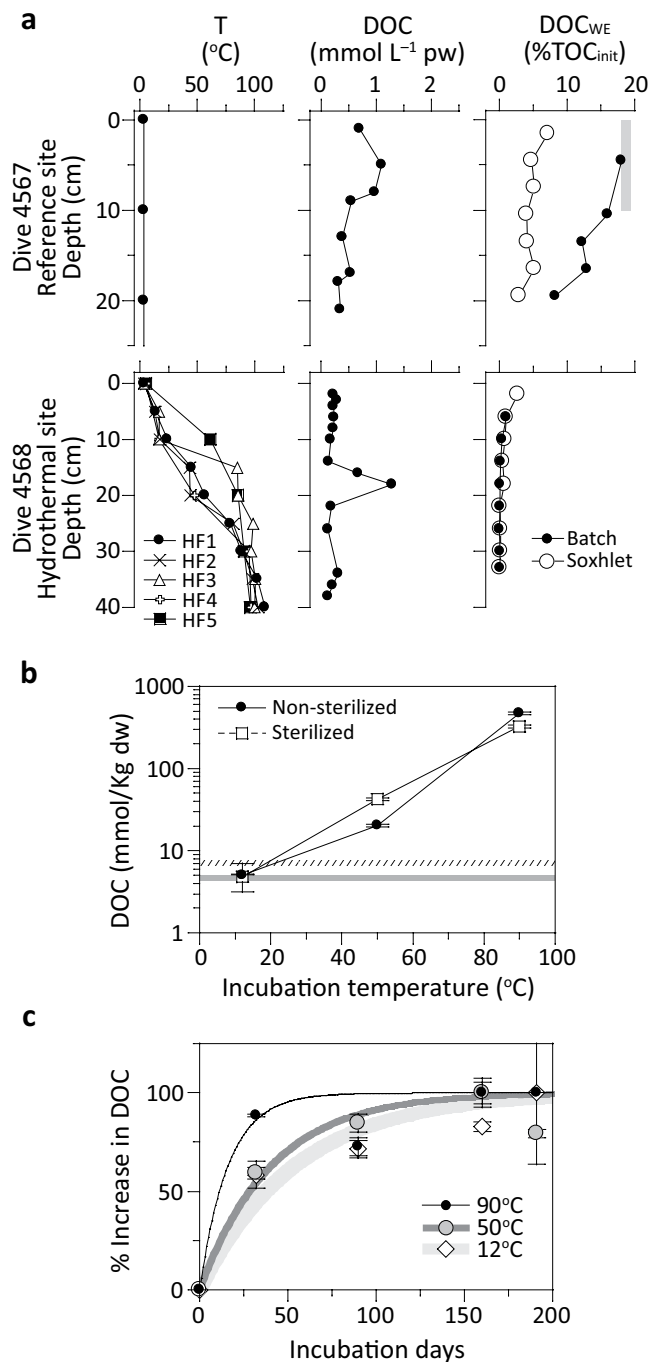 a
T
(°C)
DOC
(mmol L⁻¹ pw)
DOC_WE
(%TOC_init)
0 50 100
0 1 2
0 10 20
Dive 4567
Reference site
Depth (cm)
0
10
20
Dive 4568
Hydrothermal site
Depth (cm)
0
10
20
30
40
HF1
HF2
HF3
HF4
HF5
Batch
Soxhlet
b
DOC (mmol/Kg dw)
1000
100
10
1
Non-sterilized
Sterilized
0 20 40 60 80 100
Incubation temperature (°C)
c
% Increase in DOC
100
50
0
90°C
50°C
12°C
0 50 100 150 200
Incubation days